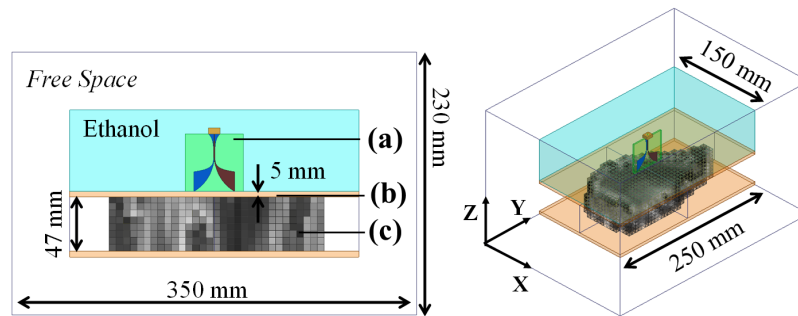 Free Space
Ethanol
(a)
5 mm
(b)
47 mm
(c)
350 mm
230 mm
150 mm
Z
Y
X
250 mm